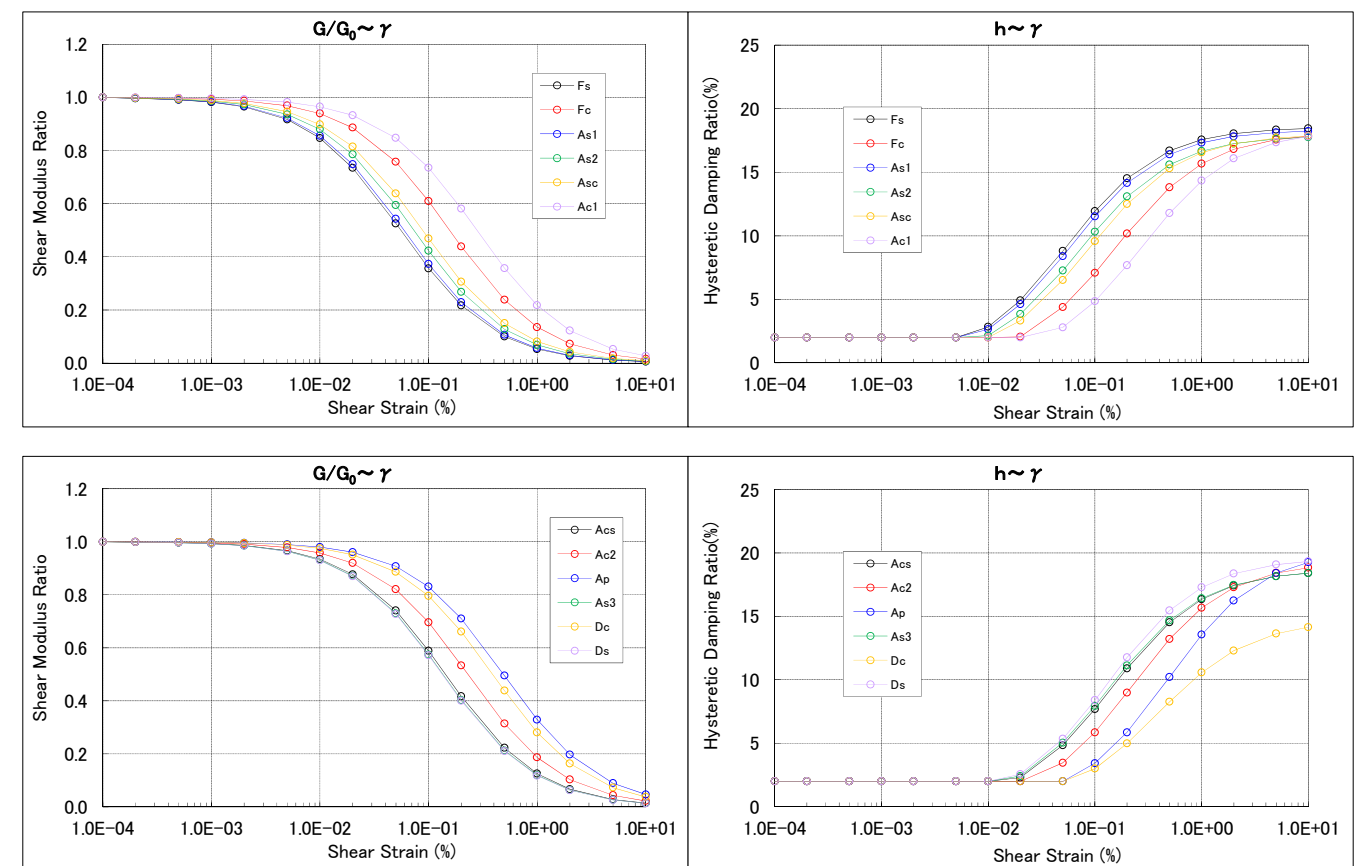 G/G₀~γ
Shear Modulus Ratio
1.2
1.0
0.8
0.6
0.4
0.2
0.0
Fs
Fc
As1
As2
Asc
Ac1
1.0E-04 1.0E-03 1.0E-02 1.0E-01 1.0E+00 1.0E+01
Shear Strain (%)
h~γ
Hysteretic Damping Ratio(%)
25
20
15
10
5
0
Fs
Fc
As1
As2
Asc
Ac1
1.0E-04 1.0E-03 1.0E-02 1.0E-01 1.0E+00 1.0E+01
Shear Strain (%)
G/G₀~γ
Shear Modulus Ratio
1.2
1.0
0.8
0.6
0.4
0.2
0.0
Acs
Ac2
Ap
As3
Dc
Ds
1.0E-04 1.0E-03 1.0E-02 1.0E-01 1.0E+00 1.0E+01
Shear Strain (%)
h~γ
Hysteretic Damping Ratio(%)
25
20
15
10
5
0
Acs
Ac2
Ap
As3
Dc
Ds
1.0E-04 1.0E-03 1.0E-02 1.0E-01 1.0E+00 1.0E+01
Shear Strain (%)